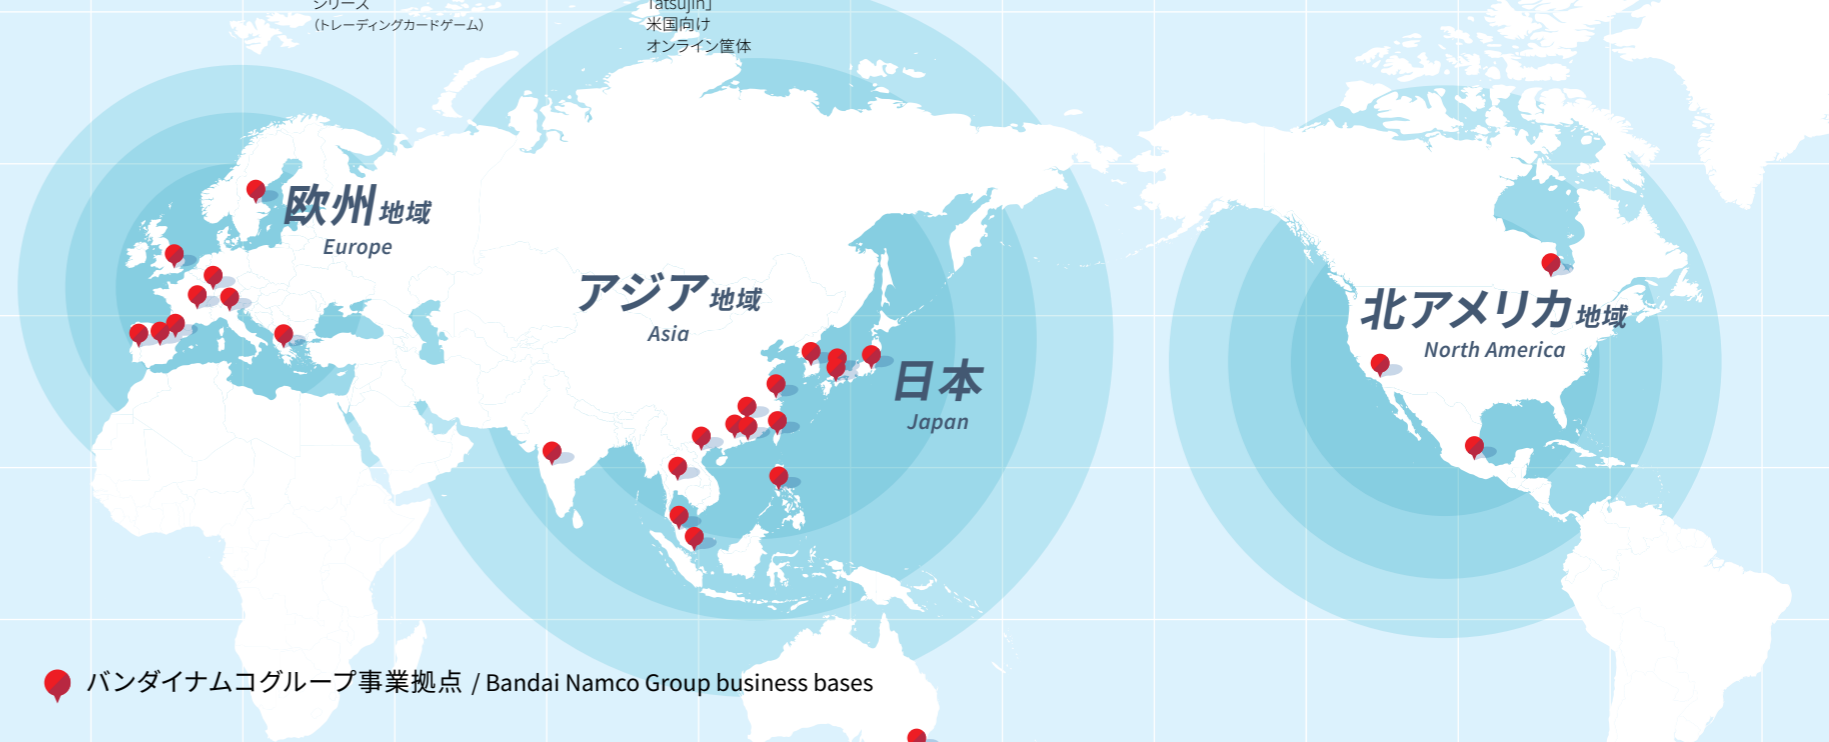 シリーズ
（トレーディングカードゲーム）
Tatsujin」
米国向け
オンライン筐体
欧州地域
Europe
アジア地域
Asia
日本
Japan
北アメリカ地域
North America
バンダイナムコグループ事業拠点 / Bandai Namco Group business bases